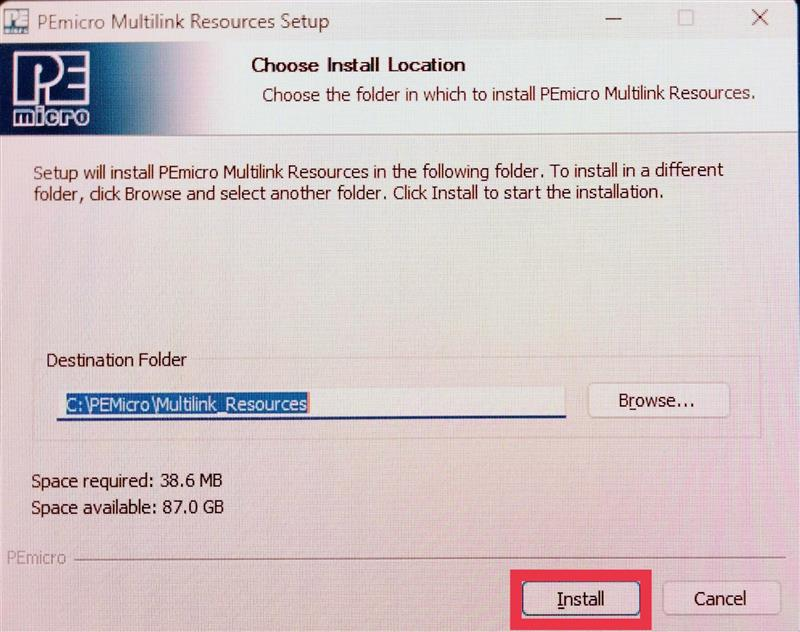 PEmicro Multilink Resources Setup
PE
micro
Choose Install Location
Choose the folder in which to install PEmicro Multilink Resources.
Setup will install PEmicro Multilink Resources in the following folder. To install in a different
folder, click Browse and select another folder. Click Install to start the installation.
Destination Folder
C:\PEMicro\Multilink_Resources
Browse...
Space required: 38.6 MB
Space available: 87.0 GB
PEmicro
Install
Cancel